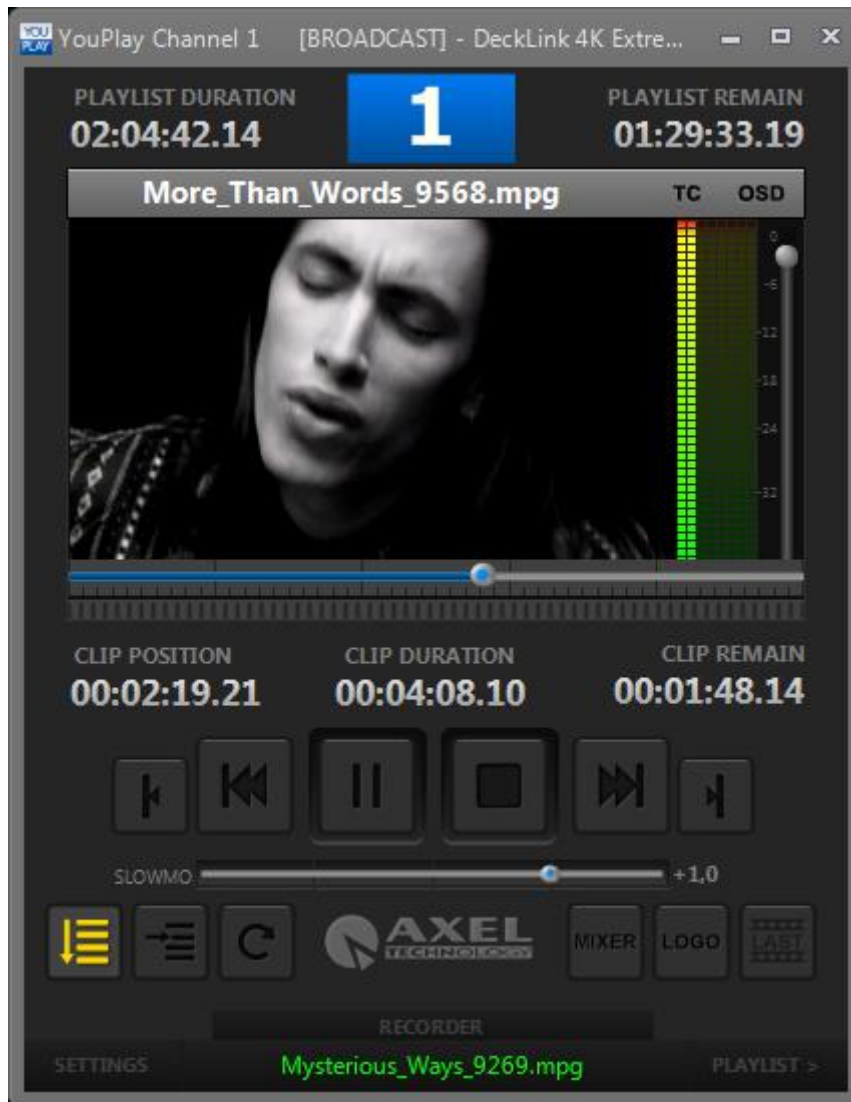 YOU PLAY YouPlay Channel 1 [BROADCAST] - DeckLink 4K Extre...
PLAYLIST DURATION 1 PLAYLIST REMAIN
02:04:42.14 01:29:33.19
More_Than_Words_9568.mpg TC OSD
0
-6
-12
-18
-24
-32
CLIP POSITION CLIP DURATION CLIP REMAIN
00:02:19.21 00:04:08.10 00:01:48.14
SLOWMO +1,0
AXEL TECHNOLOGY MIXER LOGO LAST
RECORDER
SETTINGS Mysterious_Ways_9269.mpg PLAYLIST >